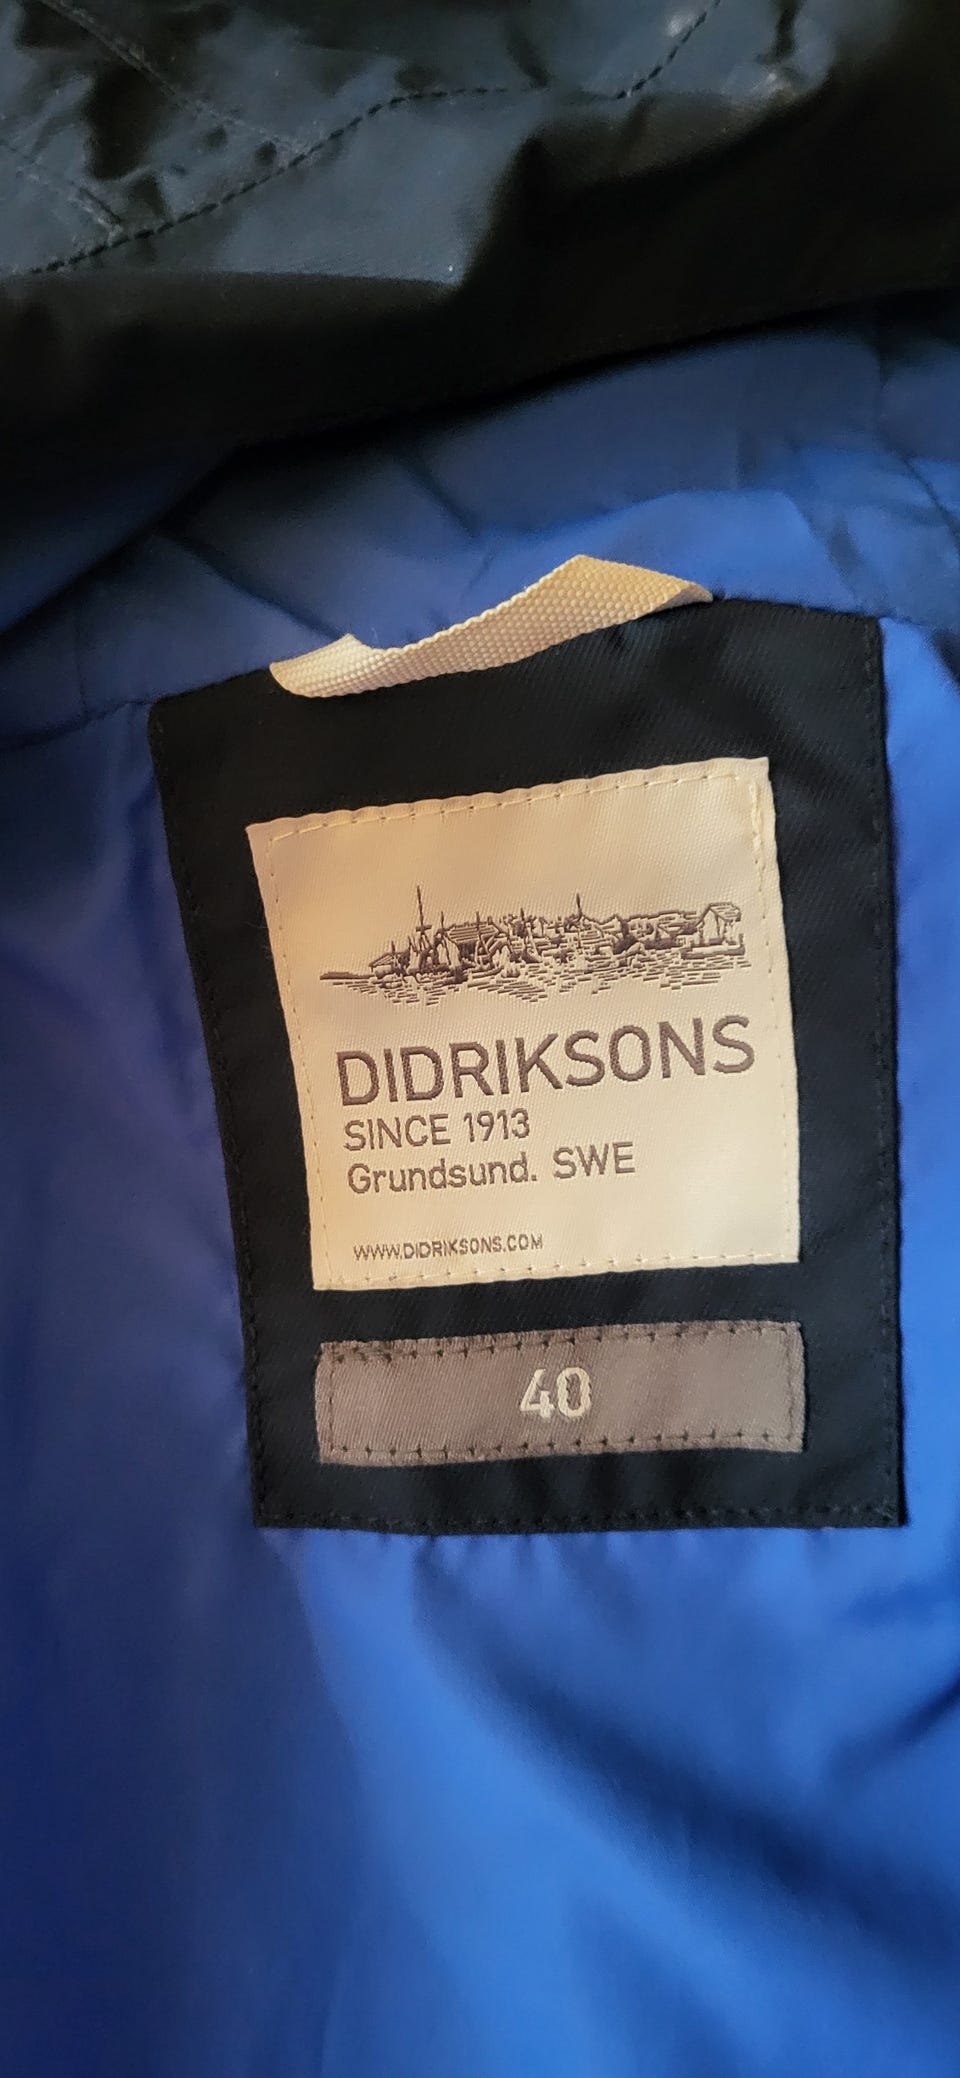 DIDRIKSONS
SINCE 1913
Grundsund. SWE
WWW.DIDRIKSONS.COM
40